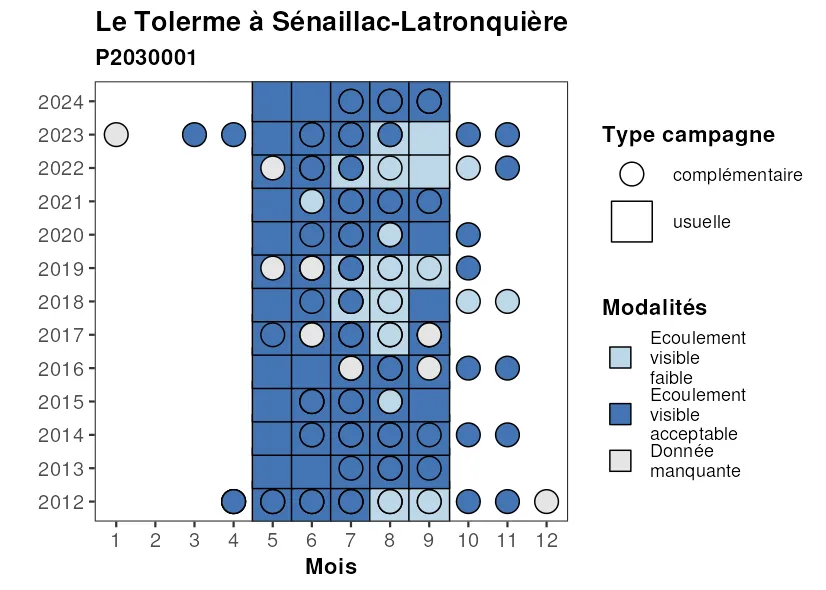 Le Tolerme à Sénaillac-Latronquière
P2030001
2024
2023
2022
2021
2020
2019
2018
2017
2016
2015
2014
2013
2012
1 2 3 4 5 6 7 8 9 10 11 12
Mois
Type campagne
complémentaire
usuelle
Modalités
Ecoulement
visible
faible
Ecoulement
visible
acceptable
Donnée
manquante